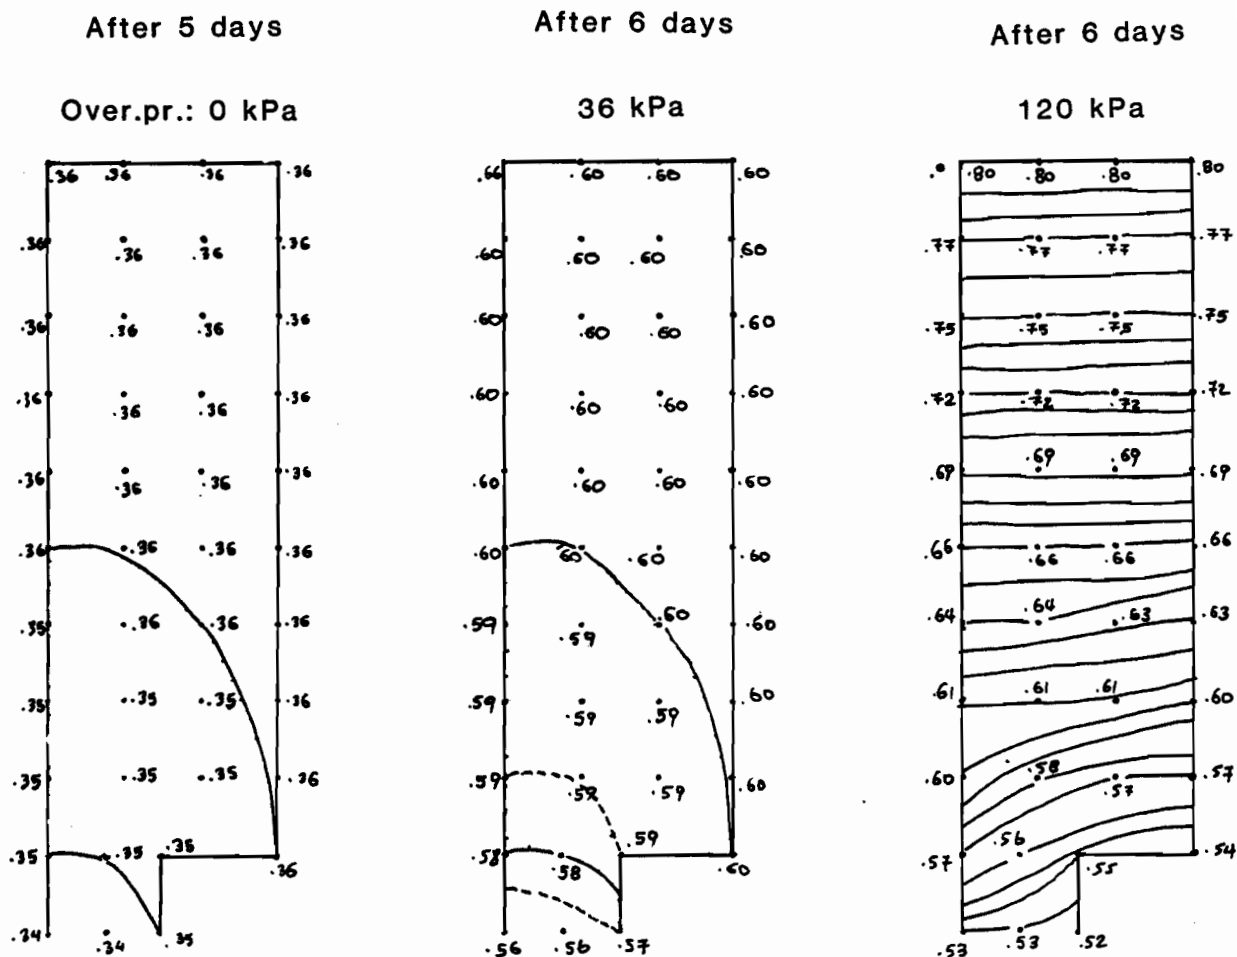 After 5 days After 6 days After 6 days
Over.pr.: 0 kPa 36 kPa 120 kPa
.36 .36 .36 .36 .66 .60 .60 .60 .80 .80 .80 .80
.36 .36 .36 .36 .60 .60 .60 .60 .77 .77 .77 .77
.36 .36 .36 .36 .60 .60 .60 .60 .75 .75 .75 .75
.36 .36 .36 .36 .60 .60 .60 .60 .72 .72 .72 .72
.36 .36 .36 .36 .60 .60 .60 .60 .69 .69 .69 .69
.36 .36 .36 .36 .60 .60 .60 .60 .66 .66 .66 .66
.35 .36 .36 .36 .59 .59 .60 .60 .64 .64 .63 .63
.35 .35 .35 .36 .59 .59 .59 .60 .61 .61 .61 .60
.35 .35 .35 .36 .59 .59 .59 .60 .60 .58 .57 .57
.35 .35 .35 .36 .58 .58 .59 .60 .57 .56 .55 .54
.34 .34 .35 .56 .56 .57 .53 .53 .52